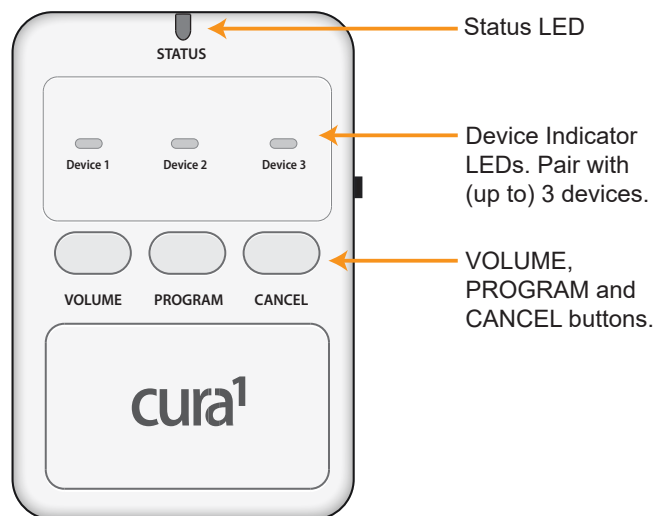 Status LED
STATUS
Device 1 Device 2 Device 3
Device Indicator
LEDs. Pair with
(up to) 3 devices.
VOLUME PROGRAM CANCEL
VOLUME,
PROGRAM and
CANCEL buttons.
cura¹